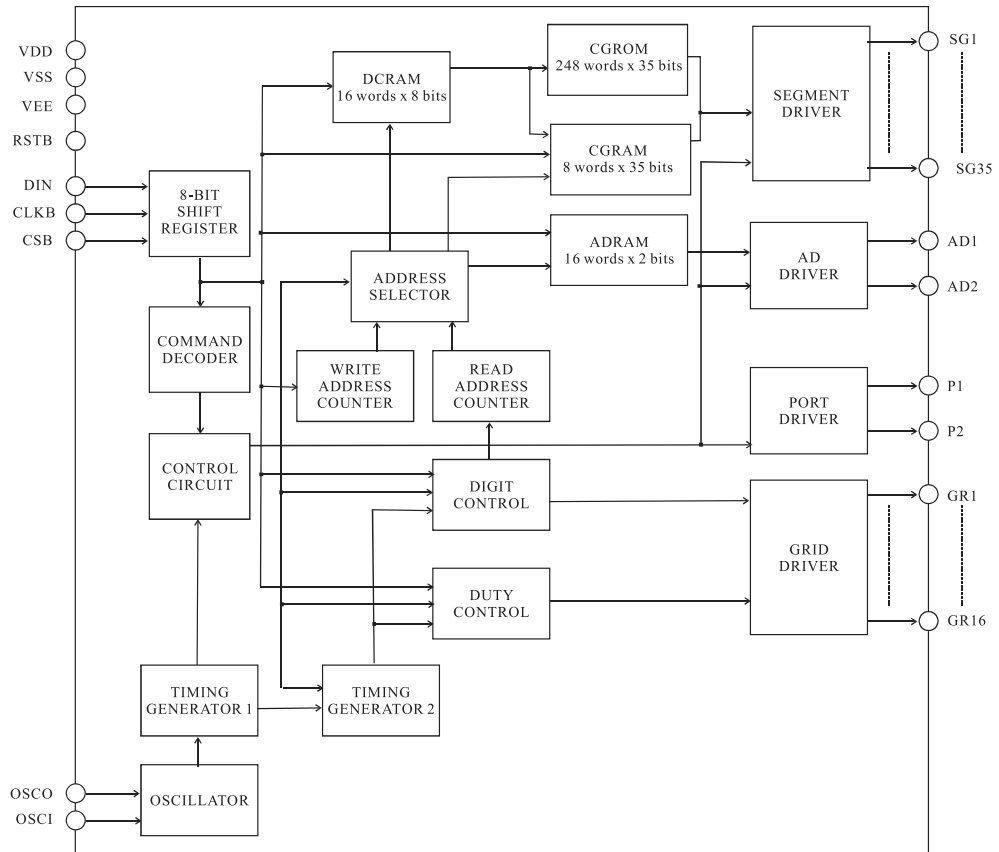 VDD
VSS
VEE
RSTB
DIN
CLKB
CSB
OSCO
OSCI
8-BIT
SHIFT
REGISTER
COMMAND
DECODER
CONTROL
CIRCUIT
TIMING
GENERATOR 1
OSCILLATOR
DCRAM
16 words x 8 bits
ADDRESS
SELECTOR
WRITE
ADDRESS
COUNTER
READ
ADDRESS
COUNTER
DIGIT
CONTROL
DUTY
CONTROL
TIMING
GENERATOR 2
CGROM
248 words x 35 bits
CGRAM
8 words x 35 bits
ADRAM
16 words x 2 bits
SEGMENT
DRIVER
AD
DRIVER
PORT
DRIVER
GRID
DRIVER
SG1
SG35
AD1
AD2
P1
P2
GR1
GR16